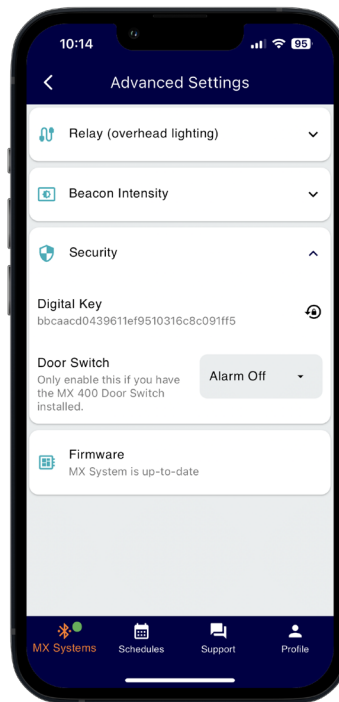 10:14
95
Advanced Settings
Relay (overhead lighting)
Beacon Intensity
Security
Digital Key
bbcaacd0439611ef9510316c8c091ff5
Door Switch
Only enable this if you have
the MX 400 Door Switch
installed.
Alarm Off
Firmware
MX System is up-to-date
MX Systems
Schedules
Support
Profile